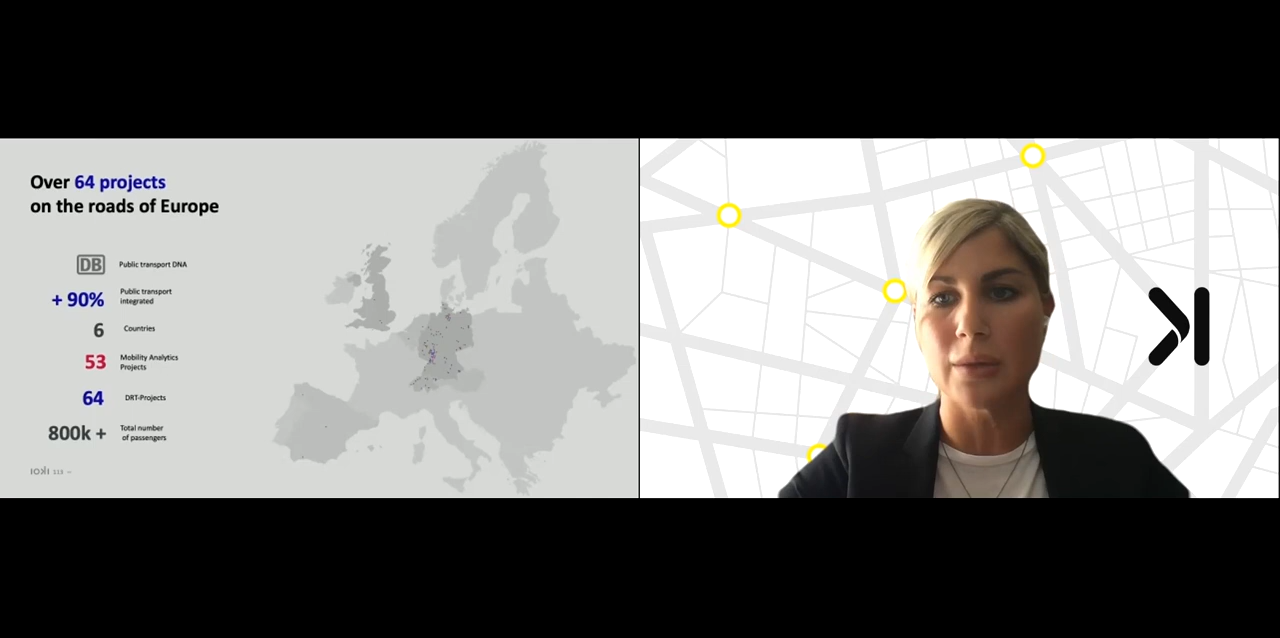 Over 64 projects
on the roads of Europe
DB
Public transport DNA
+ 90%
Public transport
integrated
6
Countries
53
Mobility Analytics
Projects
64
DRT-Projects
800k +
Total number
of passengers